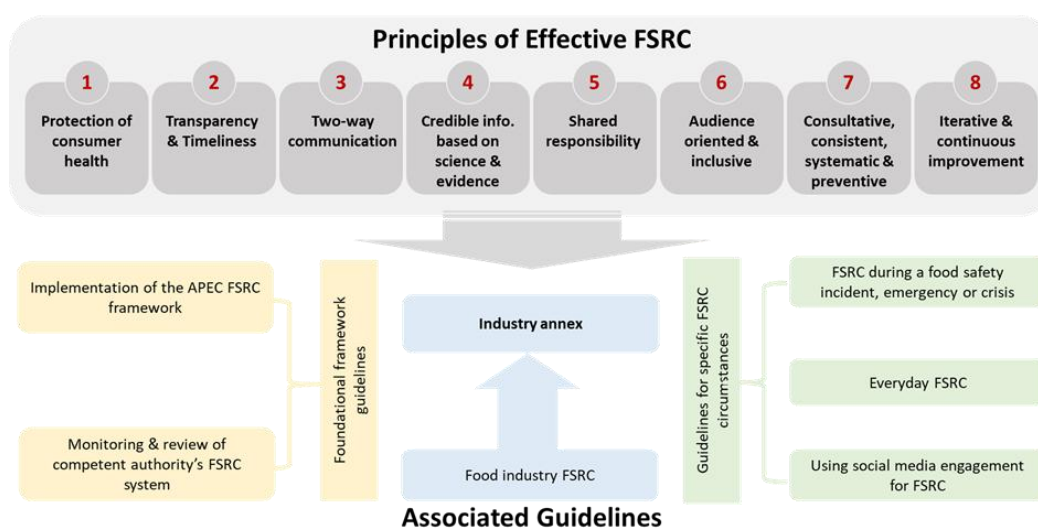 Principles of Effective FSRC
1
Protection of
consumer
health
2
Transparency
& Timeliness
3
Two-way
communication
4
Credible info.
based on
science &
evidence
5
Shared
responsibility
6
Audience
oriented &
inclusive
7
Consultative,
consistent,
systematic &
preventive
8
Iterative &
continuous
improvement
Implementation of the APEC FSRC
framework
Monitoring & review of
competent authority's FSRC
system
Foundational framework
guidelines
Industry annex
Food industry FSRC
Guidelines for specific FSRC
circumstances
FSRC during a food safety
incident, emergency or crisis
Everyday FSRC
Using social media engagement
for FSRC
Associated Guidelines